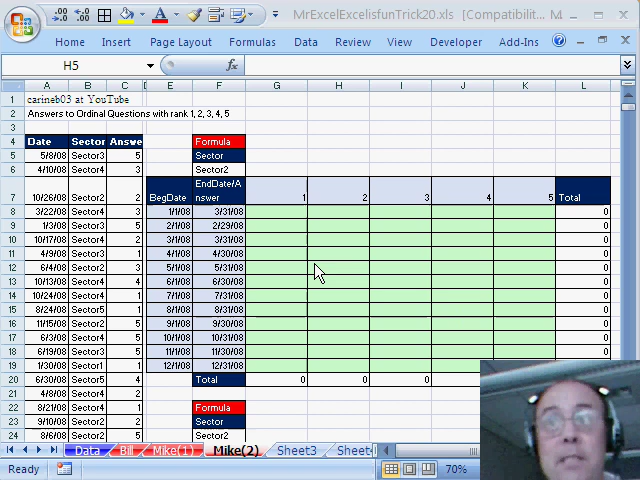 MrExcelExcelisfunTrick20.xls [Compatibilit...
Home Insert Page Layout Formulas Data Review View Developer Add-Ins
H5 fx
A B C D E F G H I J K L
1 carineb03 at YouTube
2 Answers to Ordinal Questions with rank 1, 2, 3, 4, 5
3
4 Date Sector Answe Formula
5 5/8/08 Sector3 5 Sector
6 4/10/08 Sector4 3 Sector2
7 10/26/08 Sector2 2 BegDate EndDate/A nswer 1 2 3 4 5 Total
8 3/22/08 Sector4 3 1/1/08 3/31/08 0
9 1/3/08 Sector3 5 2/1/08 2/29/08 0
10 10/17/08 Sector4 2 3/1/08 3/31/08 0
11 4/9/08 Sector3 1 4/1/08 4/30/08 0
12 6/4/08 Sector2 3 5/1/08 5/31/08 0
13 10/13/08 Sector4 4 6/1/08 6/30/08 0
14 10/24/08 Sector4 1 7/1/08 7/31/08 0
15 8/24/08 Sector5 1 8/1/08 8/31/08 0
16 11/15/08 Sector2 5 9/1/08 9/30/08 0
17 6/3/08 Sector4 5 10/1/08 10/31/08 0
18 6/19/08 Sector3 5 11/1/08 11/30/08 0
19 1/30/08 Sector1 1 12/1/08 12/31/08 0
20 6/30/08 Sector5 4 Total 0 0 0
21 4/8/08 Sector4 2
22 8/21/08 Sector4 1 Formula
23 9/10/08 Sector2 2 Sector
24 8/6/08 Sector2 5 Sector2
Data Bill Mike(1) Mike(2) Sheet3 Sheet
Ready 70%